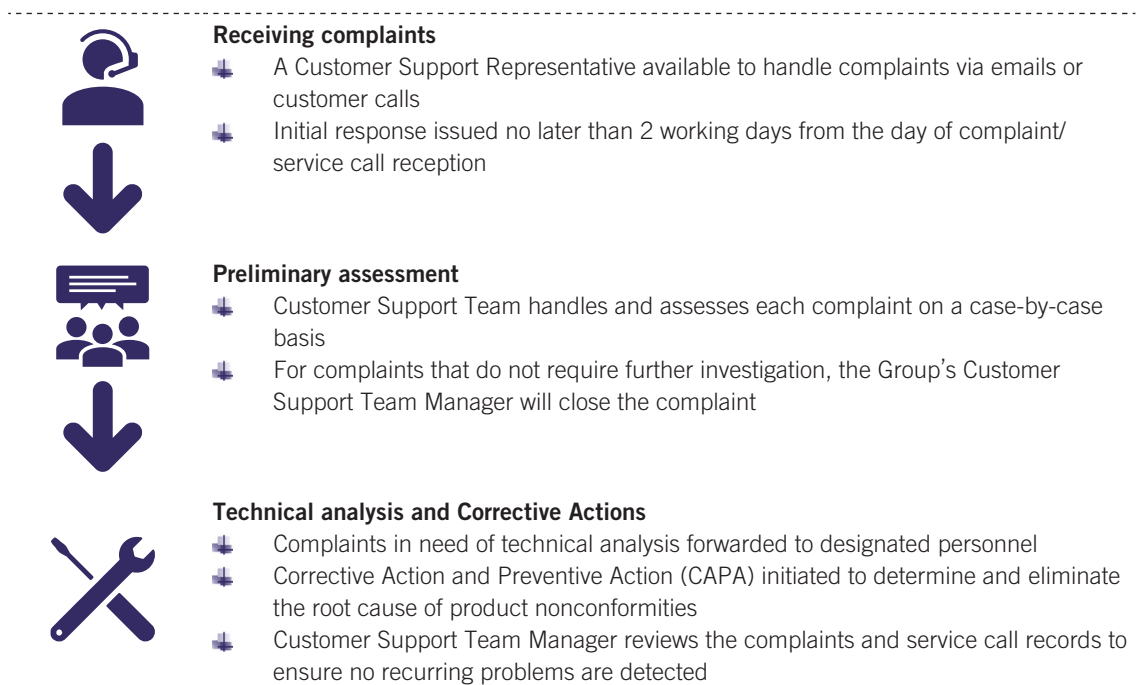 Receiving complaints
A Customer Support Representative available to handle complaints via emails or
customer calls
Initial response issued no later than 2 working days from the day of complaint/
service call reception
Preliminary assessment
Customer Support Team handles and assesses each complaint on a case-by-case
basis
For complaints that do not require further investigation, the Group’s Customer
Support Team Manager will close the complaint
Technical analysis and Corrective Actions
Complaints in need of technical analysis forwarded to designated personnel
Corrective Action and Preventive Action (CAPA) initiated to determine and eliminate
the root cause of product nonconformities
Customer Support Team Manager reviews the complaints and service call records to
ensure no recurring problems are detected